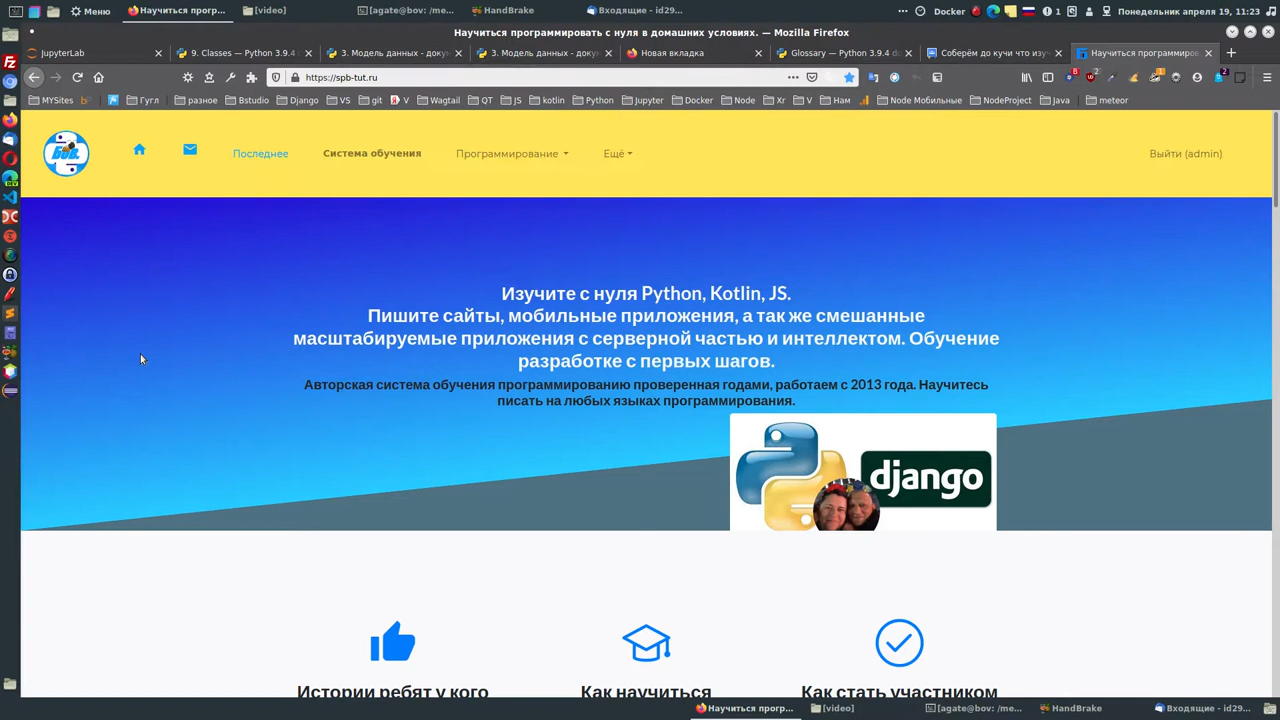 Меню
Научиться прогр...
[video]
[agate@bov: /me...
HandBrake
Входящие - id29...
Docker
1
Понедельник апреля 19, 11:23
Научиться программировать с нуля в домашних условиях. — Mozilla Firefox
JupyterLab
9. Classes — Python 3.9.4
3. Модель данных - доку
3. Модель данных - доку
Новая вкладка
Glossary — Python 3.9.4 d
Соберём до кучи что изу
Научиться программиров
https://spb-tut.ru
MYSites
Гугл
разное
Bstudio
Django
VS
git
V
Wagtail
QT
JS
kotlin
Python
Jupyter
Docker
Node
Xr
V
Нам
Node Мобильные
NodeProject
Java
meteor
BoB.
Последнее
Система обучения
Программирование
Ещё
Выйти (admin)
Изучите с нуля Python, Kotlin, JS.
Пишите сайты, мобильные приложения, а так же смешанные
масштабируемые приложения с серверной частью и интеллектом. Обучение
разработке с первых шагов.
Авторская система обучения программированию проверенная годами, работаем с 2013 года. Научитесь
писать на любых языках программирования.
django
Истории ребят у кого
Как научиться
Как стать участником
Научиться прогр...
[video]
[agate@bov: /me...
HandBrake
Входящие - id29...